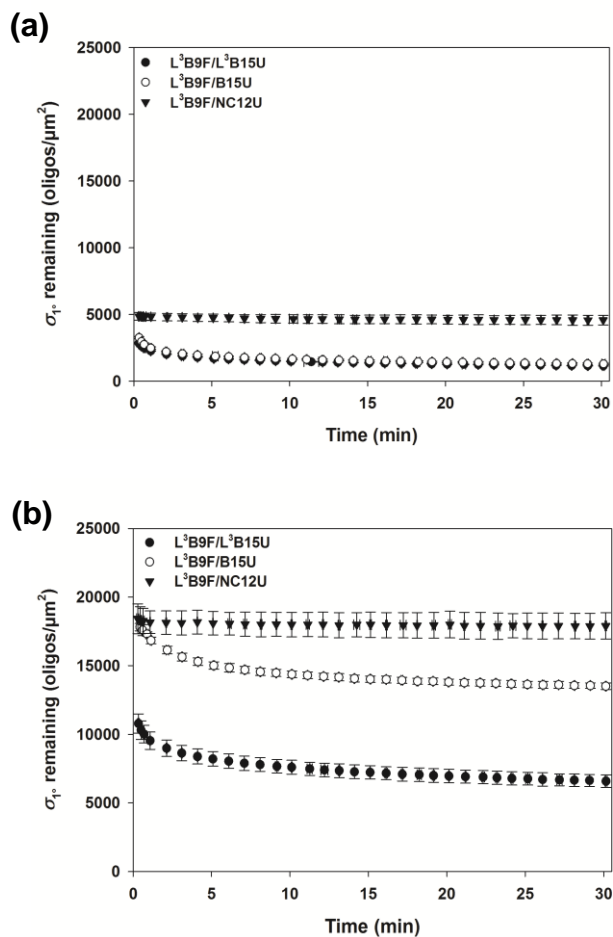 (a)
25000
20000
15000
10000
5000
0
σ1° remaining (oligos/µm²)
L³B9F/L³B15U
L³B9F/B15U
L³B9F/NC12U
0 5 10 15 20 25 30
Time (min)
(b)
25000
20000
15000
10000
5000
0
σ1° remaining (oligos/µm²)
L³B9F/L³B15U
L³B9F/B15U
L³B9F/NC12U
0 5 10 15 20 25 30
Time (min)